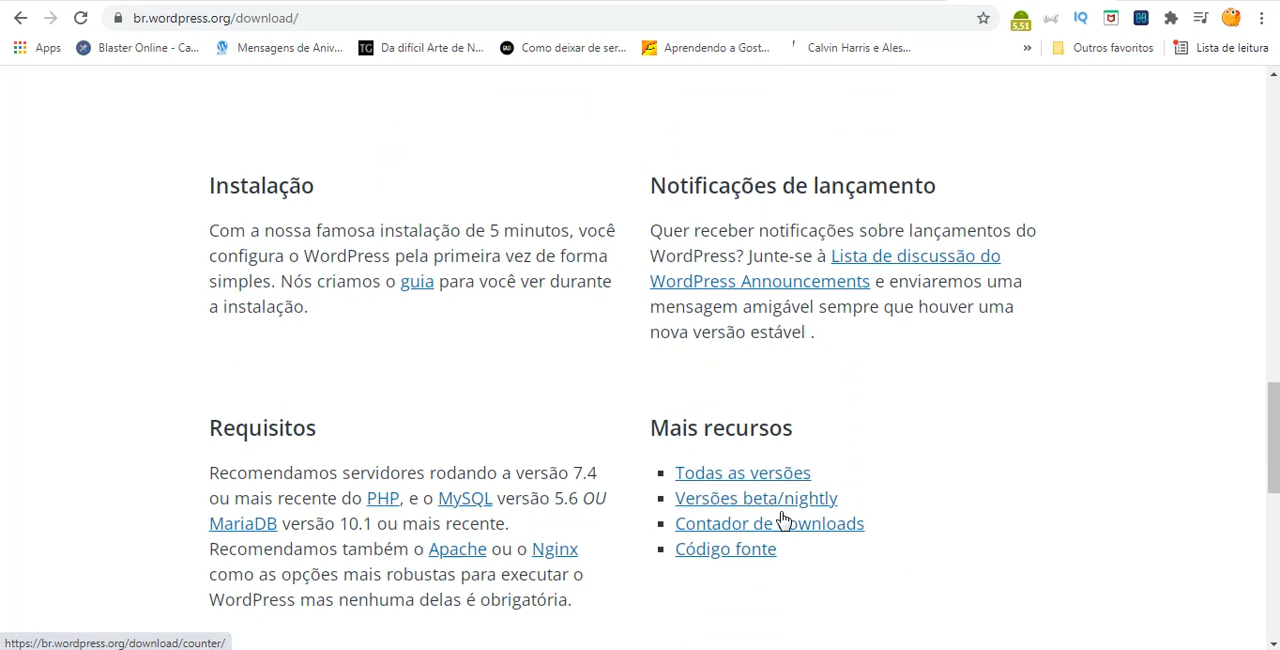 br.wordpress.org/download/
5,51
IQ
Apps
Blaster Online - Ca...
Mensagens de Aniv...
TG
Da difícil Arte de N...
Como deixar de ser...
Aprendendo a Gost...
Calvin Harris e Ales...
»
Outros favoritos
Lista de leitura
Instalação
Com a nossa famosa instalação de 5 minutos, você
configura o WordPress pela primeira vez de forma
simples. Nós criamos o guia para você ver durante
a instalação.
Notificações de lançamento
Quer receber notificações sobre lançamentos do
WordPress? Junte-se à Lista de discussão do
WordPress Announcements e enviaremos uma
mensagem amigável sempre que houver uma
nova versão estável .
Requisitos
Recomendamos servidores rodando a versão 7.4
ou mais recente do PHP, e o MySQL versão 5.6 OU
MariaDB versão 10.1 ou mais recente.
Recomendamos também o Apache ou o Nginx
como as opções mais robustas para executar o
WordPress mas nenhuma delas é obrigatória.
Mais recursos
Todas as versões
Versões beta/nightly
Contador de downloads
Código fonte
https://br.wordpress.org/download/counter/